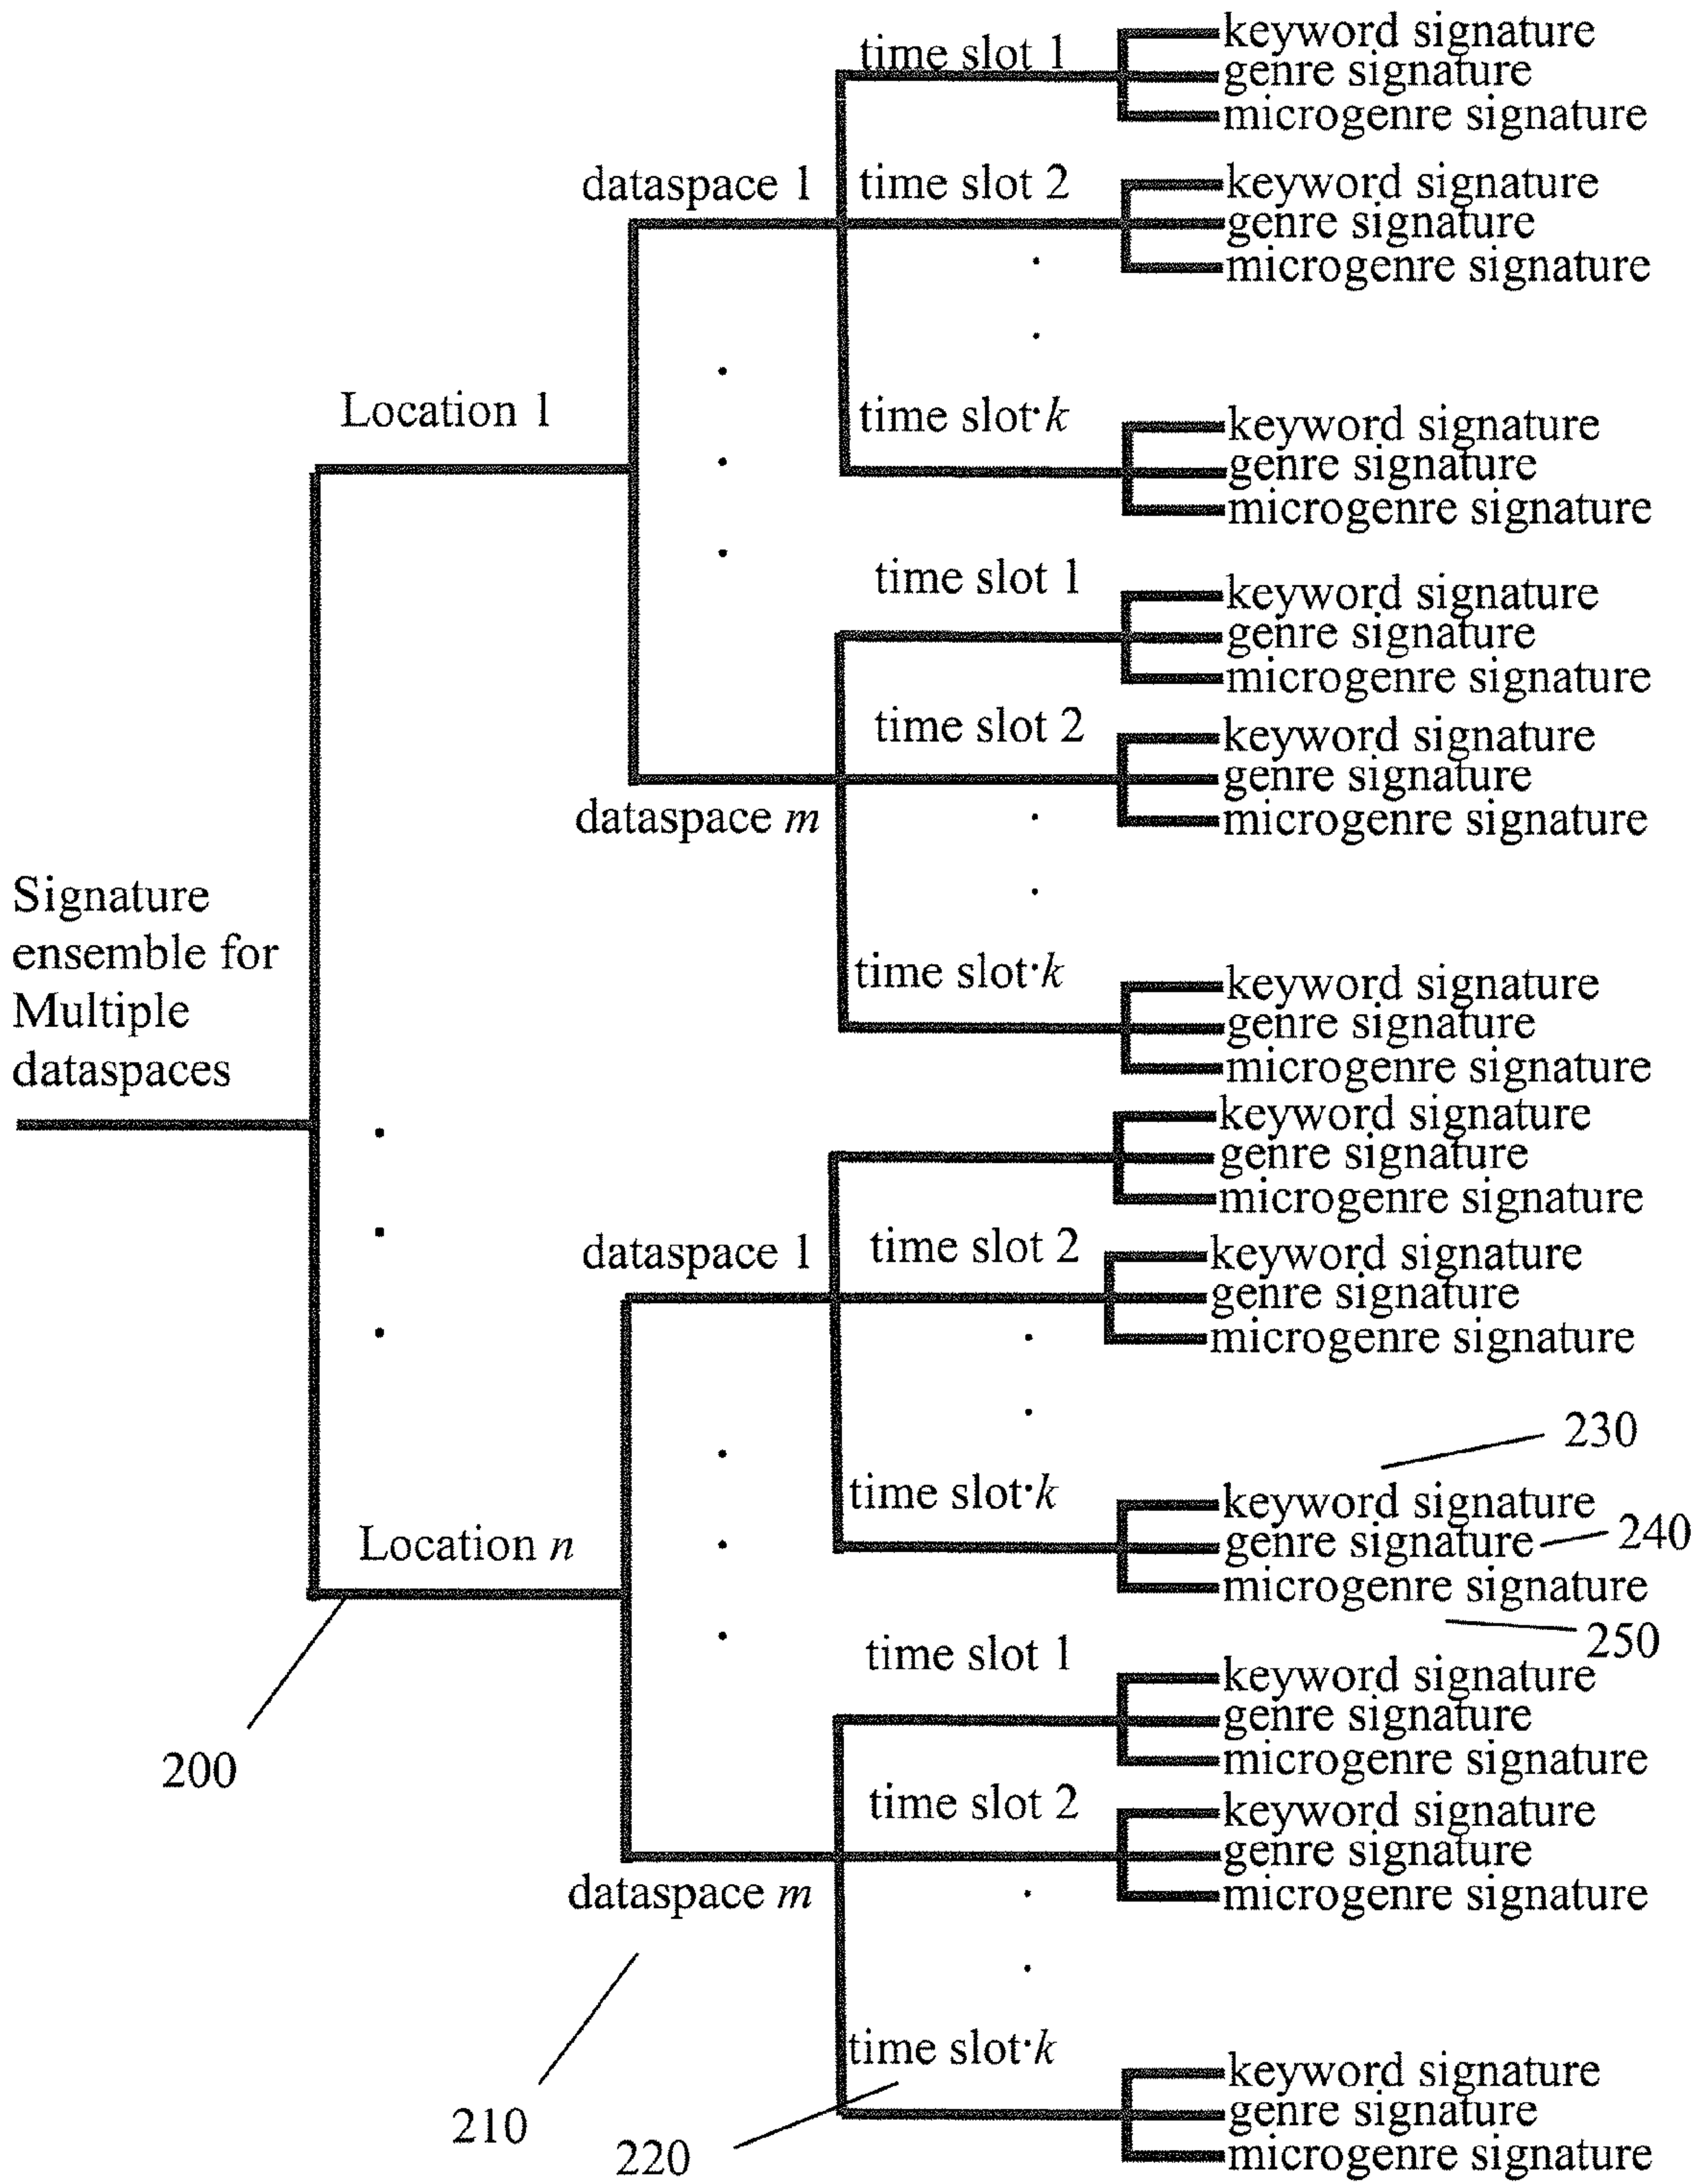 time slot 1
keyword signature
genre signature
microgenre signature
dataspace 1
time slot 2
keyword signature
genre signature
microgenre signature
Location 1
time slot k
keyword signature
genre signature
microgenre signature
time slot 1
keyword signature
genre signature
microgenre signature
time slot 2
keyword signature
genre signature
microgenre signature
dataspace m
Signature
ensemble for
Multiple
dataspaces
time slot k
keyword signature
genre signature
microgenre signature
keyword signature
genre signature
microgenre signature
dataspace 1
time slot 2
keyword signature
genre signature
microgenre signature
230
time slot k
keyword signature
genre signature
240
microgenre signature
Location n
250
time slot 1
keyword signature
genre signature
microgenre signature
200
time slot 2
keyword signature
genre signature
microgenre signature
dataspace m
time slot k
keyword signature
genre signature
microgenre signature
210
220